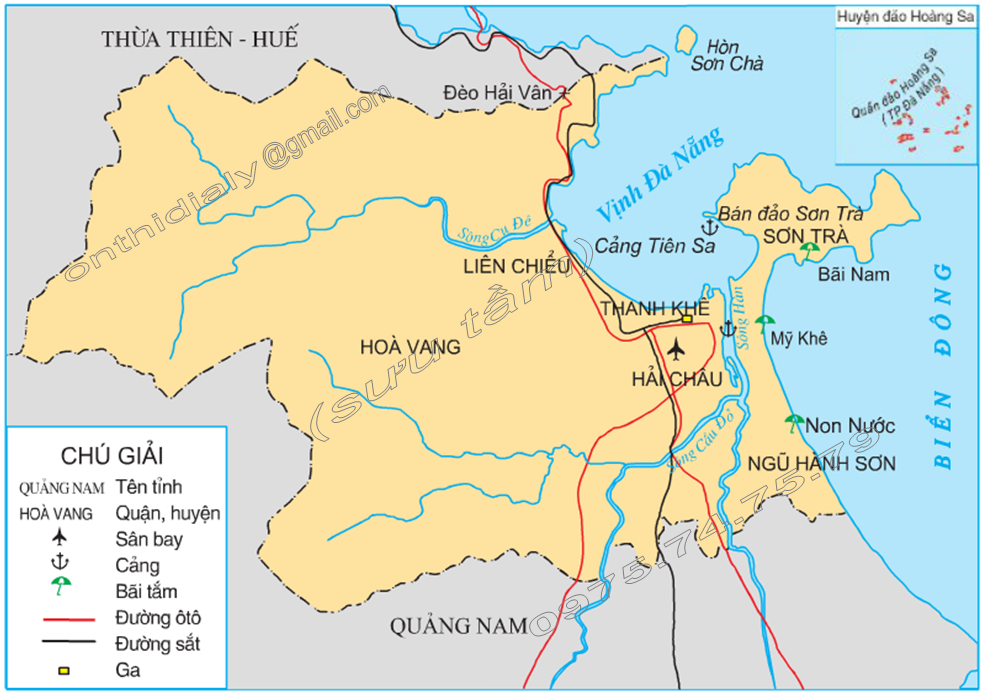 THỪA THIÊN - HUẾ
Huyện đảo Hoàng Sa
Quần đảo Hoàng Sa
(TP.Đà Nẵng)
Hòn
Sơn Chà
Đèo Hải Vân
onthidialy@gmail.com
Vịnh Đà Nẵng
Sông Cu Đê
Bán đảo Sơn Trà
SƠN TRÀ
Cảng Tiên Sa
LIÊN CHIỂU
Bãi Nam
THANH KHÊ
Sông Hàn
(sưu tầm)
HOÀ VANG
Mỹ Khê
HẢI CHÂU
BIỂN ĐÔNG
Non Nước
Sông Cầu Đỏ
NGŨ HÀNH SƠN
0975.74.75.79
QUẢNG NAM
CHÚ GIẢI
QUẢNG NAM Tên tỉnh
HOÀ VANG Quận, huyện
Sân bay
Cảng
Bãi tắm
Đường ôtô
Đường sắt
Ga